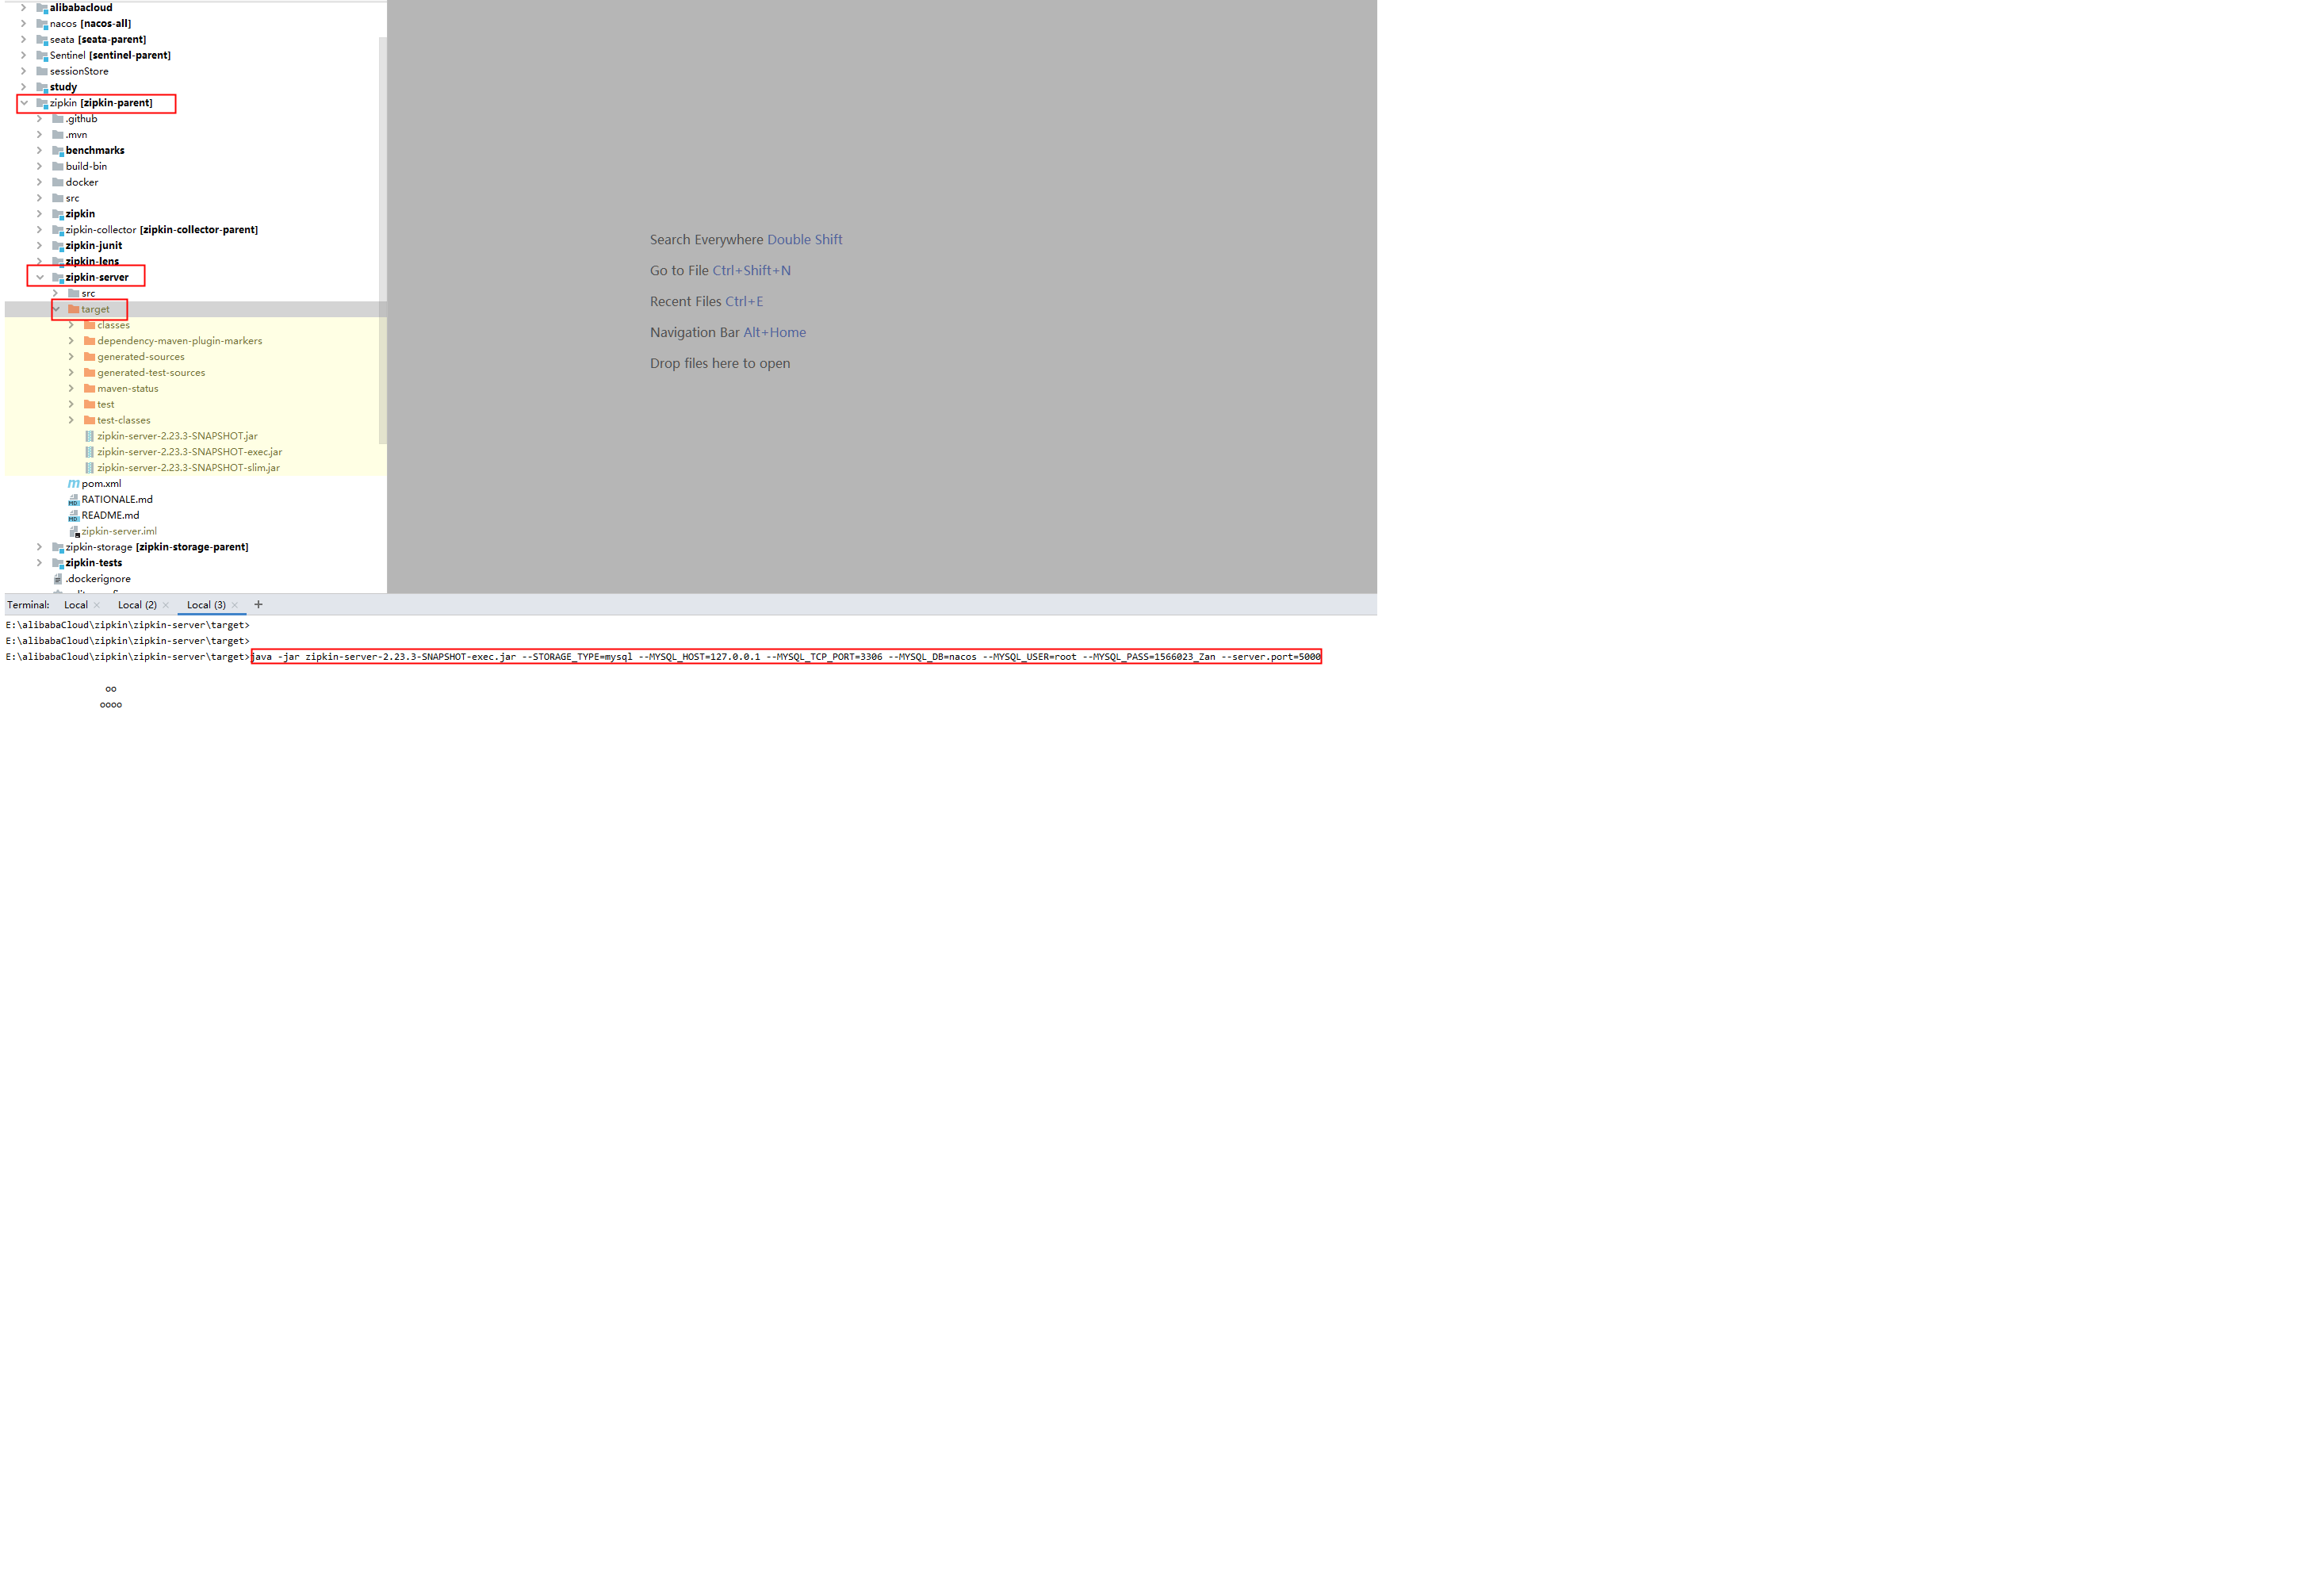 alibabacloud
nacos [nacos-all]
seata [seata-parent]
Sentinel [sentinel-parent]
sessionStore
study
zipkin [zipkin-parent]
.github
.mvn
benchmarks
build-bin
docker
src
zipkin
zipkin-collector [zipkin-collector-parent]
zipkin-junit
zipkin-lens
zipkin-server
src
target
classes
dependency-maven-plugin-markers
generated-sources
generated-test-sources
maven-status
test
test-classes
zipkin-server-2.23.3-SNAPSHOT.jar
zipkin-server-2.23.3-SNAPSHOT-exec.jar
zipkin-server-2.23.3-SNAPSHOT-slim.jar
pom.xml
RATIONALE.md
README.md
zipkin-server.iml
zipkin-storage [zipkin-storage-parent]
zipkin-tests
.dockerignore
Search Everywhere Double Shift
Go to File Ctrl+Shift+N
Recent Files Ctrl+E
Navigation Bar Alt+Home
Drop files here to open
Terminal: Local Local (2) Local (3)
E:\alibabaCloud\zipkin\zipkin-server\target>
E:\alibabaCloud\zipkin\zipkin-server\target>
E:\alibabaCloud\zipkin\zipkin-server\target>java -jar zipkin-server-2.23.3-SNAPSHOT-exec.jar --STORAGE_TYPE=mysql --MYSQL_HOST=127.0.0.1 --MYSQL_TCP_PORT=3306 --MYSQL_DB=nacos --MYSQL_USER=root --MYSQL_PASS=1566023_Zan --server.port=5000
oo
oooo